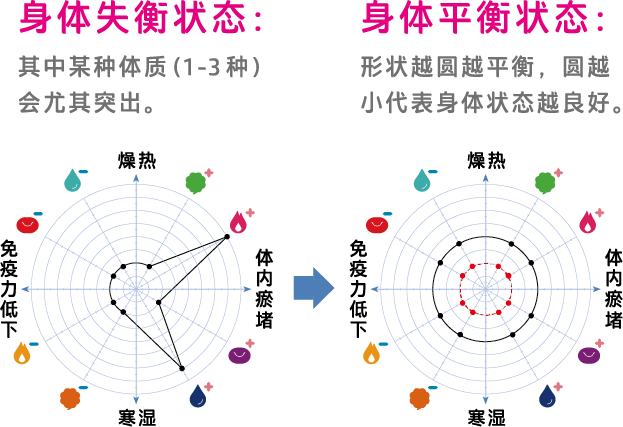 身体失衡状态：
其中某种体质（1-3种）
会尤其突出。
燥热
免疫力低下
体内瘀堵
寒湿
身体平衡状态：
形状越圆越平衡，圆越
小代表身体状态越良好。
燥热
免疫力低下
体内瘀堵
寒湿